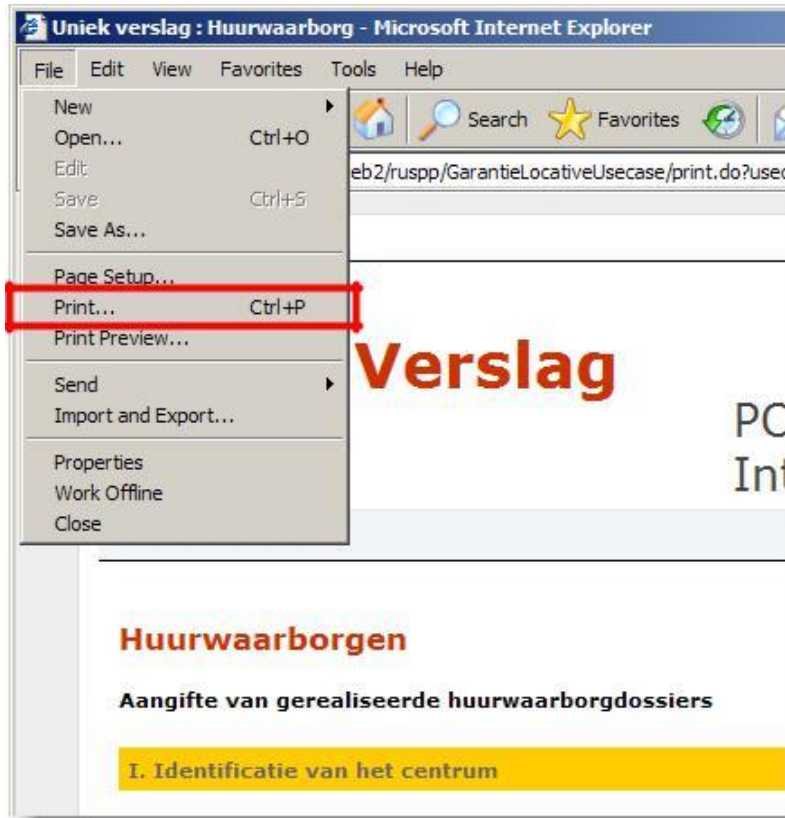 Uniek verslag : Huurwaarborg - Microsoft Internet Explorer
File Edit View Favorites Tools Help
New
Open... Ctrl+O
Edit
Save Ctrl+S
Save As...
Page Setup...
Print... Ctrl+P
Print Preview...
Send
Import and Export...
Properties
Work Offline
Close
Search Favorites
eb2/ruspp/GarantieLocativeUsecase/print.do?usec
Verslag
PO
Int
Huurwaarborgen
Aangifte van gerealiseerde huurwaarborgdossiers
I. Identificatie van het centrum